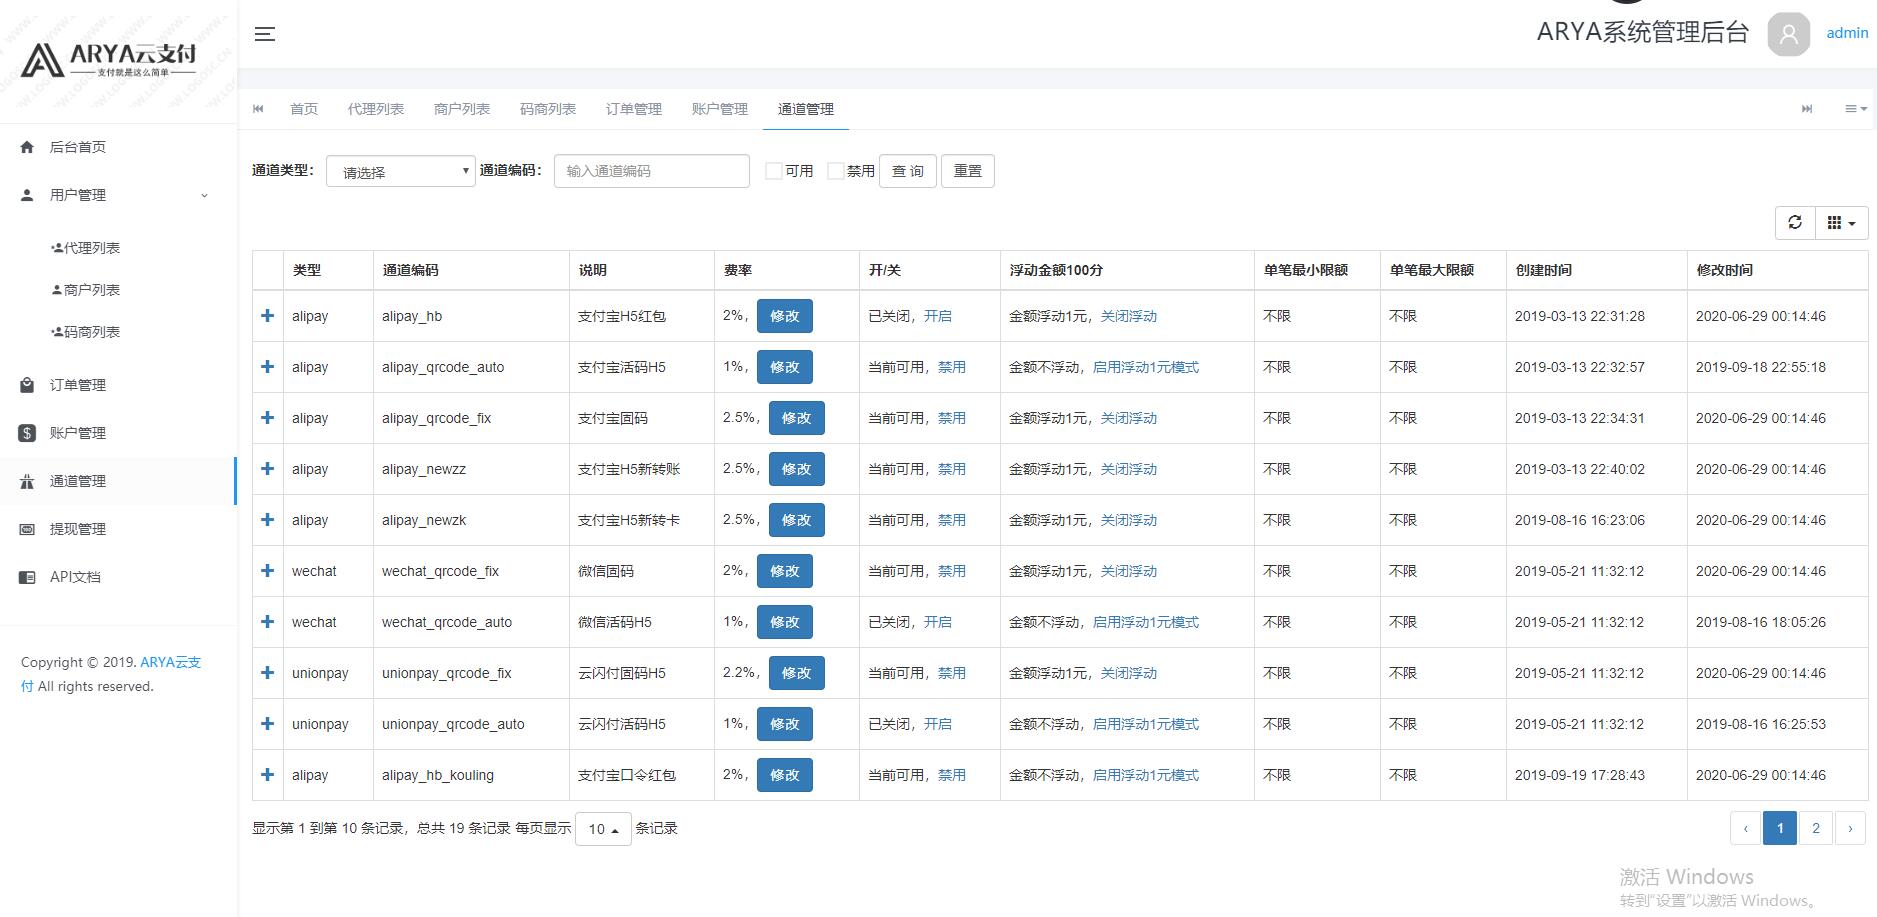 ARYA云支付
支付就是这么简单
ARYA系统管理后台 admin
首页 代理列表 商户列表 码商列表 订单管理 账户管理 通道管理
后台首页
用户管理
代理列表
商户列表
码商列表
订单管理
账户管理
通道管理
提现管理
API文档
Copyright © 2019. ARYA云支
付 All rights reserved.
通道类型： 请选择 通道编码： 输入通道编码 可用 禁用 查 询 重置
类型 通道编码 说明 费率 开/关 浮动金额100分 单笔最小限额 单笔最大限额 创建时间 修改时间
alipay alipay_hb 支付宝H5红包 2%， 修改 已关闭，开启 金额浮动1元，关闭浮动 不限 不限 2019-03-13 22:31:28 2020-06-29 00:14:46
alipay alipay_qrcode_auto 支付宝活码H5 1%， 修改 当前可用，禁用 金额不浮动，启用浮动1元模式 不限 不限 2019-03-13 22:32:57 2019-09-18 22:55:18
alipay alipay_qrcode_fix 支付宝固码 2.5%， 修改 当前可用，禁用 金额浮动1元，关闭浮动 不限 不限 2019-03-13 22:34:31 2020-06-29 00:14:46
alipay alipay_newzz 支付宝H5新转账 2.5%， 修改 当前可用，禁用 金额浮动1元，关闭浮动 不限 不限 2019-03-13 22:40:02 2020-06-29 00:14:46
alipay alipay_newzk 支付宝H5新转卡 2.5%， 修改 当前可用，禁用 金额浮动1元，关闭浮动 不限 不限 2019-08-16 16:23:06 2020-06-29 00:14:46
wechat wechat_qrcode_fix 微信固码 2%， 修改 当前可用，禁用 金额浮动1元，关闭浮动 不限 不限 2019-05-21 11:32:12 2020-06-29 00:14:46
wechat wechat_qrcode_auto 微信活码H5 1%， 修改 已关闭，开启 金额不浮动，启用浮动1元模式 不限 不限 2019-05-21 11:32:12 2019-08-16 18:05:26
unionpay unionpay_qrcode_fix 云闪付固码H5 2.2%， 修改 当前可用，禁用 金额浮动1元，关闭浮动 不限 不限 2019-05-21 11:32:12 2020-06-29 00:14:46
unionpay unionpay_qrcode_auto 云闪付活码H5 1%， 修改 已关闭，开启 金额不浮动，启用浮动1元模式 不限 不限 2019-05-21 11:32:12 2019-08-16 16:25:53
alipay alipay_hb_kouling 支付宝口令红包 2%， 修改 当前可用，禁用 金额不浮动，启用浮动1元模式 不限 不限 2019-09-19 17:28:43 2020-06-29 00:14:46
显示第 1 到第 10 条记录，总共 19 条记录 每页显示 10 条记录 ‹ 1 2 ›
激活 Windows
转到“设置”以激活 Windows。